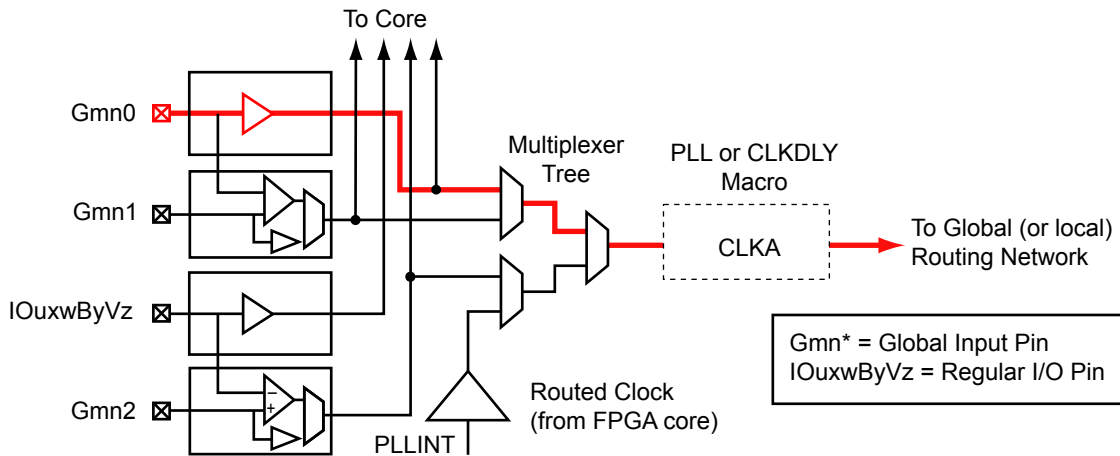 To Core
Gmn0
Multiplexer
Tree
PLL or CLKDLY
Macro
Gmn1
CLKA
To Global (or local)
Routing Network
IOuxwByVz
Gmn* = Global Input Pin
IOuxwByVz = Regular I/O Pin
−
+
Gmn2
Routed Clock
(from FPGA core)
PLLINT